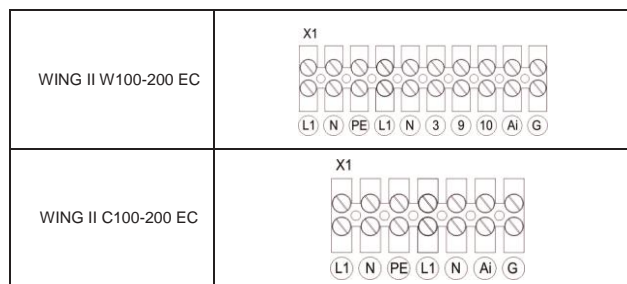 X1
WING II W100-200 EC
L1 N PE L1 N 3 9 10 Ai G
X1
WING II C100-200 EC
L1 N PE L1 N Ai G